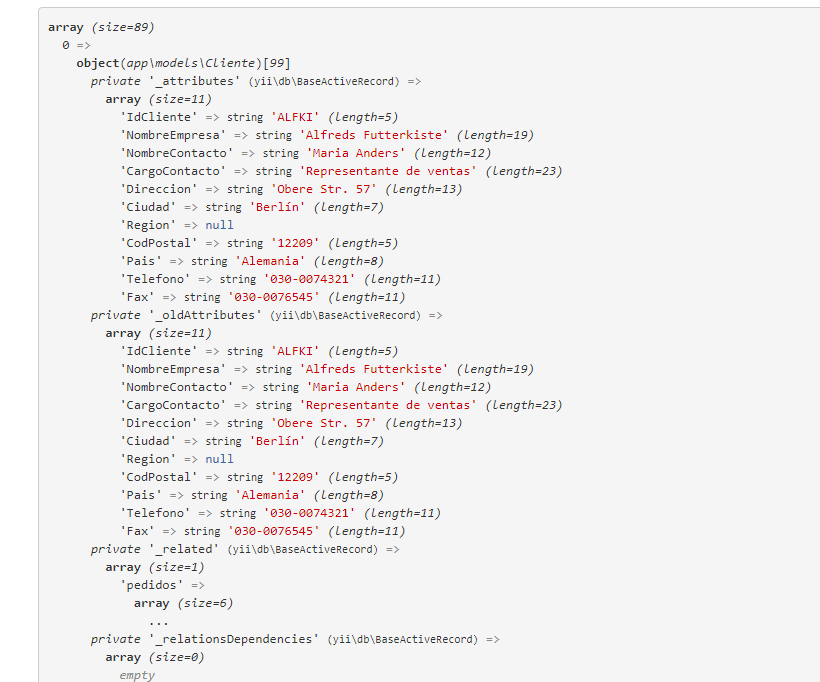 array (size=89)
0 =>
object(app\models\Cliente)[99]
private '_attributes' (yii\db\BaseActiveRecord) =>
array (size=11)
'IdCliente' => string 'ALFKI' (length=5)
'NombreEmpresa' => string 'Alfreds Futterkiste' (length=19)
'NombreContacto' => string 'Maria Anders' (length=12)
'CargoContacto' => string 'Representante de ventas' (length=23)
'Direccion' => string 'Obere Str. 57' (length=13)
'Ciudad' => string 'Berlín' (length=7)
'Region' => null
'CodPostal' => string '12209' (length=5)
'Pais' => string 'Alemania' (length=8)
'Telefono' => string '030-0074321' (length=11)
'Fax' => string '030-0076545' (length=11)
private '_oldAttributes' (yii\db\BaseActiveRecord) =>
array (size=11)
'IdCliente' => string 'ALFKI' (length=5)
'NombreEmpresa' => string 'Alfreds Futterkiste' (length=19)
'NombreContacto' => string 'Maria Anders' (length=12)
'CargoContacto' => string 'Representante de ventas' (length=23)
'Direccion' => string 'Obere Str. 57' (length=13)
'Ciudad' => string 'Berlín' (length=7)
'Region' => null
'CodPostal' => string '12209' (length=5)
'Pais' => string 'Alemania' (length=8)
'Telefono' => string '030-0074321' (length=11)
'Fax' => string '030-0076545' (length=11)
private '_related' (yii\db\BaseActiveRecord) =>
array (size=1)
'pedidos' =>
array (size=6)
...
private '_relationsDependencies' (yii\db\BaseActiveRecord) =>
array (size=0)
empty